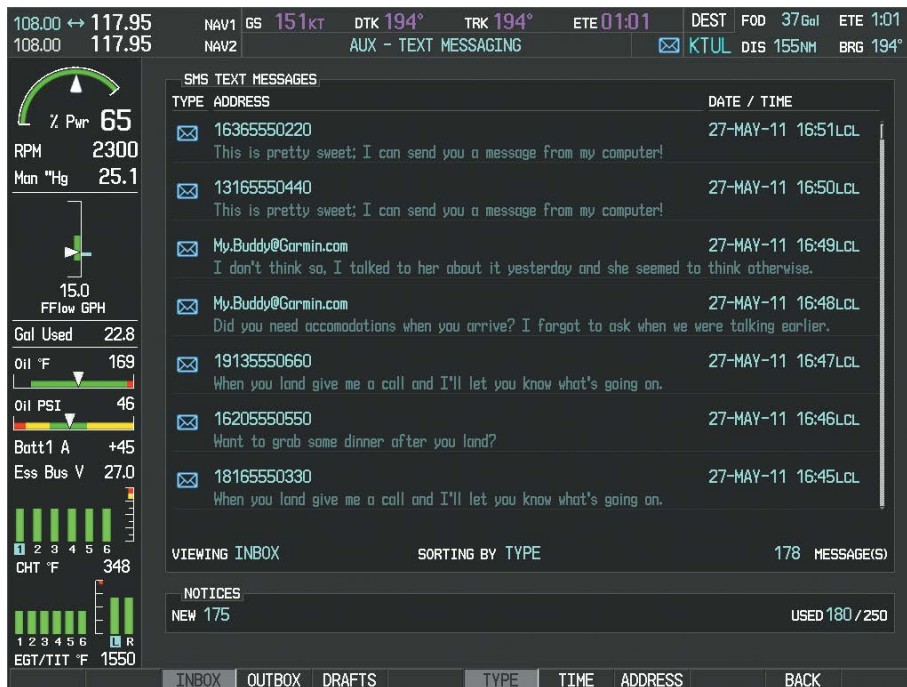 108.00 ↔ 117.95 NAV1 GS 151KT DTK 194° TRK 194° ETE 01:01 DEST FOD 37Gal ETE 1:01
108.00 117.95 NAV2 AUX - TEXT MESSAGING KTUL DIS 155NM BRG 194°
% Pwr 65
RPM 2300
Man "Hg 25.1
15.0
FFlow GPH
Gal Used 22.8
Oil °F 169
Oil PSI 46
Batt1 A +45
Ess Bus V 27.0
1 2 3 4 5 6
CHT °F 348
1 2 3 4 5 6 L R
EGT/TIT °F 1550
SMS TEXT MESSAGES
TYPE ADDRESS DATE / TIME
16365550220 27-MAY-11 16:51LCL
This is pretty sweet; I can send you a message from my computer!
13165550440 27-MAY-11 16:50LCL
This is pretty sweet; I can send you a message from my computer!
My.Buddy@Garmin.com 27-MAY-11 16:49LCL
I don't think so, I talked to her about it yesterday and she seemed to think otherwise.
My.Buddy@Garmin.com 27-MAY-11 16:48LCL
Did you need accomodations when you arrive? I forgot to ask when we were talking earlier.
19135550660 27-MAY-11 16:47LCL
When you land give me a call and I'll let you know what's going on.
16205550550 27-MAY-11 16:46LCL
Want to grab some dinner after you land?
18165550330 27-MAY-11 16:45LCL
When you land give me a call and I'll let you know what's going on.
VIEWING INBOX SORTING BY TYPE 178 MESSAGE(S)
NOTICES
NEW 175 USED 180/250
INBOX OUTBOX DRAFTS TYPE TIME ADDRESS BACK